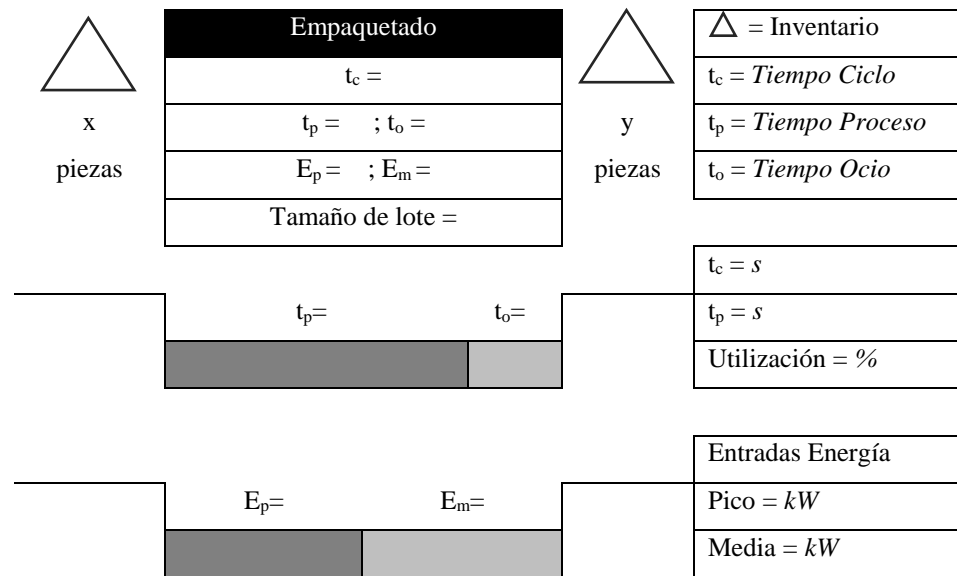 Empaquetado
△ = Inventario
tc =
tc = Tiempo Ciclo
x
tp = ; to =
y
tp = Tiempo Proceso
piezas
Ep = ; Em =
piezas
to = Tiempo Ocio
Tamaño de lote =
tc = s
tp= to=
tp = s
Utilización = %
Entradas Energía
Ep= Em=
Pico = kW
Media = kW